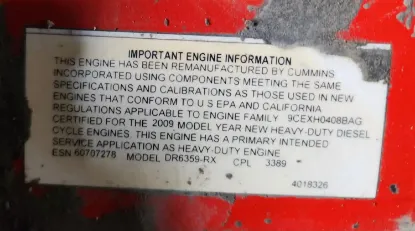 IMPORTANT ENGINE INFORMATION
THIS ENGINE HAS BEEN REMANUFACTURED BY CUMMINS
INCORPORATED USING COMPONENTS MEETING THE SAME
SPECIFICATIONS AND CALIBRATIONS AS THOSE USED IN NEW
ENGINES THAT CONFORM TO U S EPA AND CALIFORNIA
REGULATIONS APPLICABLE TO ENGINE FAMILY 9CEXH0408BAG
CERTIFIED FOR THE 2009 MODEL YEAR NEW HEAVY-DUTY DIESEL
CYCLE ENGINES. THIS ENGINE HAS A PRIMARY INTENDED
SERVICE APPLICATION AS HEAVY-DUTY ENGINE
ESN 60707278 MODEL DR6359-RX CPL 3389
4018326